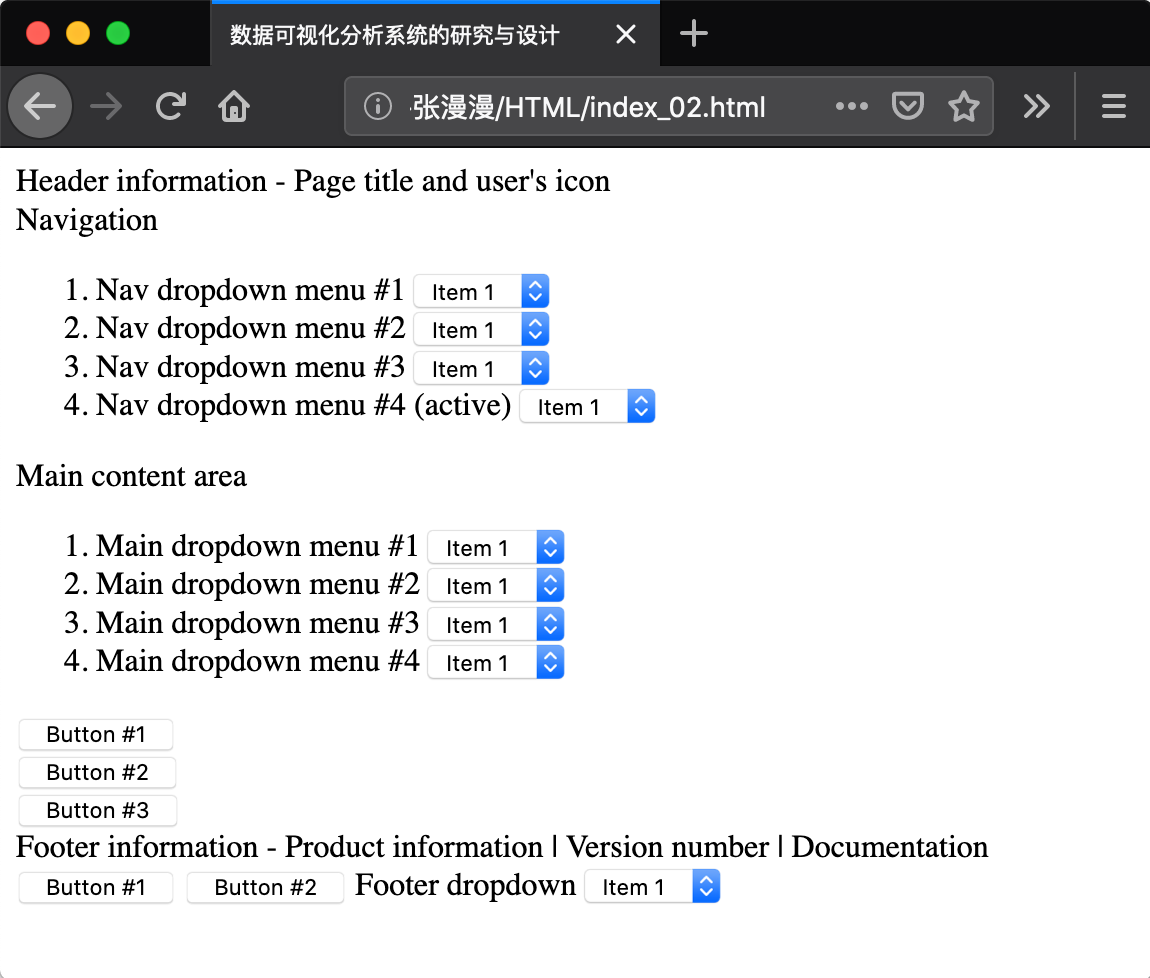 数据可视化分析系统的研究与设计
张漫漫/HTML/index_02.html
Header information - Page title and user's icon
Navigation
1. Nav dropdown menu #1 Item 1
2. Nav dropdown menu #2 Item 1
3. Nav dropdown menu #3 Item 1
4. Nav dropdown menu #4 (active) Item 1
Main content area
1. Main dropdown menu #1 Item 1
2. Main dropdown menu #2 Item 1
3. Main dropdown menu #3 Item 1
4. Main dropdown menu #4 Item 1
Button #1
Button #2
Button #3
Footer information - Product information | Version number | Documentation
Button #1 Button #2 Footer dropdown Item 1